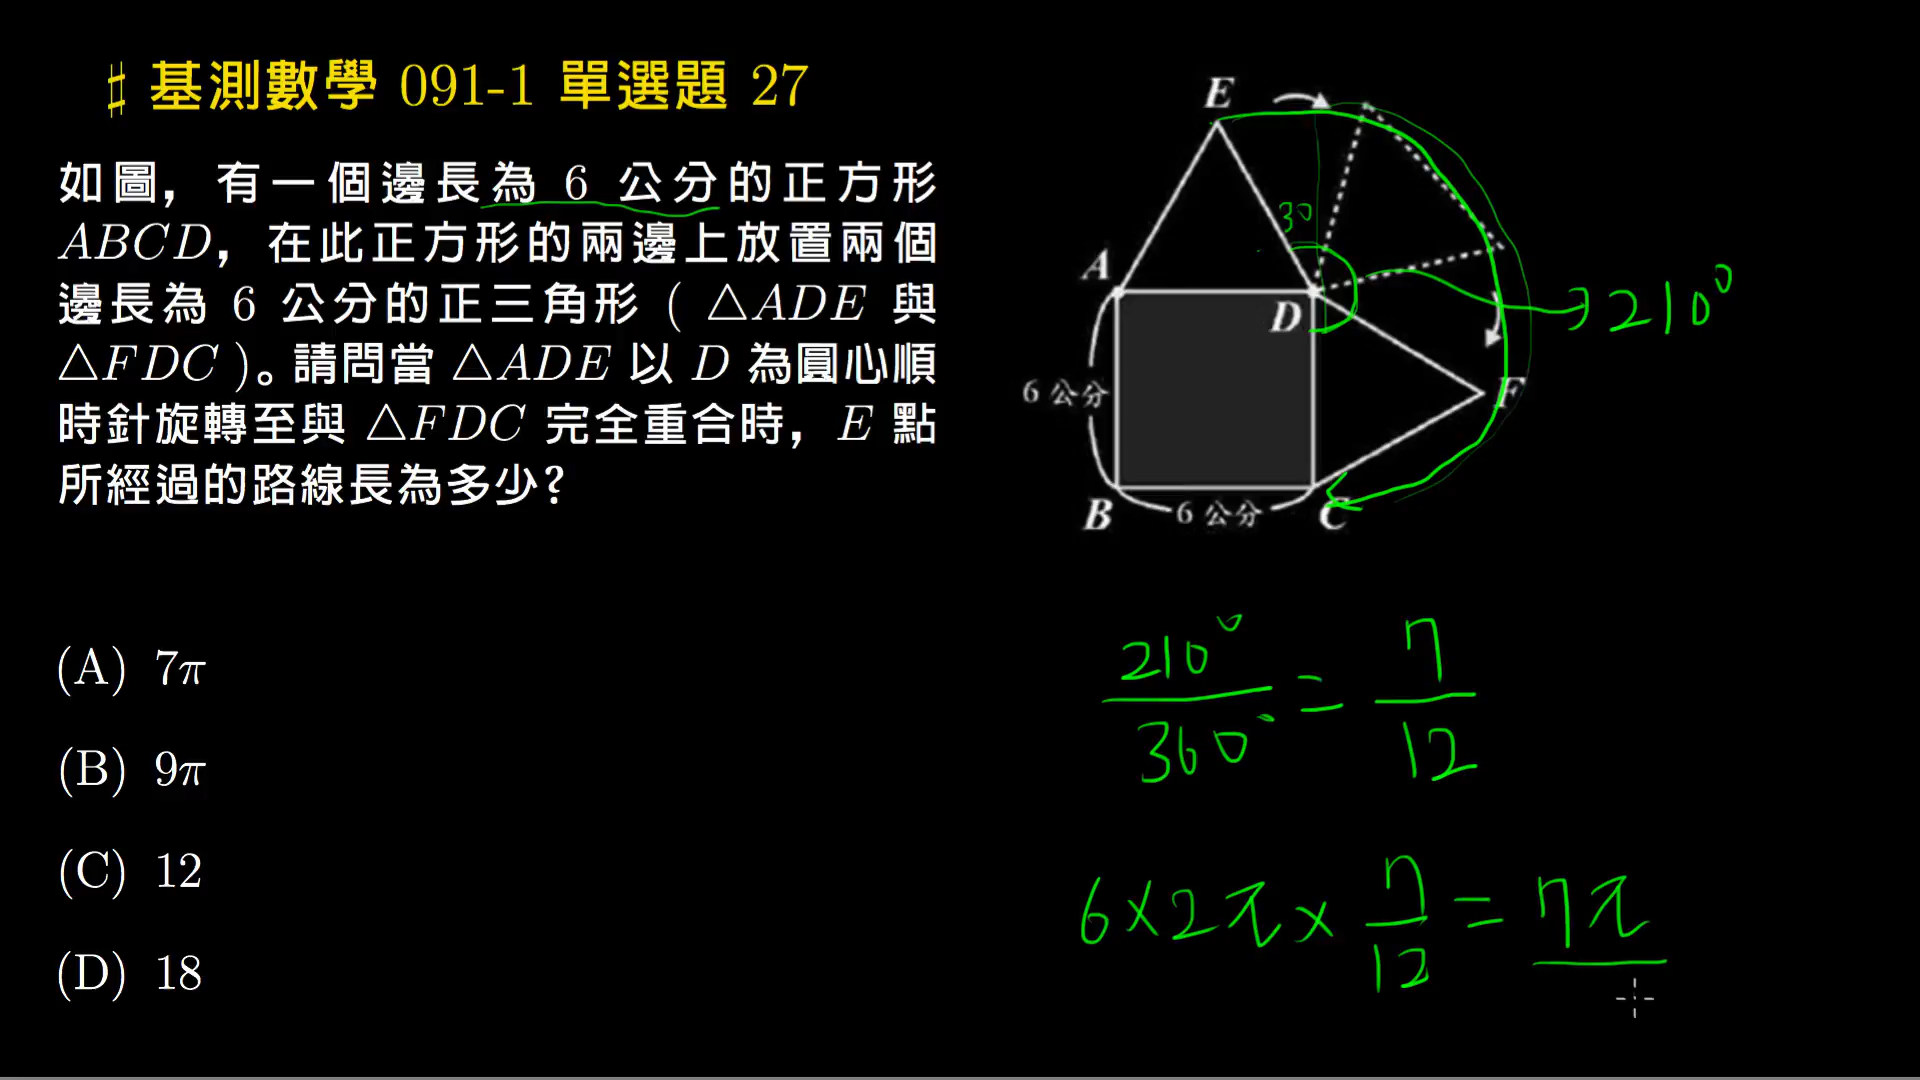 ♯ 基測數學 091-1 單選題 27
如圖，有一個邊長為 6 公分的正方形
ABCD，在此正方形的兩邊上放置兩個
邊長為 6 公分的正三角形 ( △ADE 與
△FDC )。請問當 △ADE 以 D 為圓心順
時針旋轉至與 △FDC 完全重合時，E 點
所經過的路線長為多少？
(A) 7π
(B) 9π
(C) 12
(D) 18
E
A
30
D
210°
6 公分
F
B
6 公分
C
210°/360° = 7/12
6×2π× 7/12 = 7π